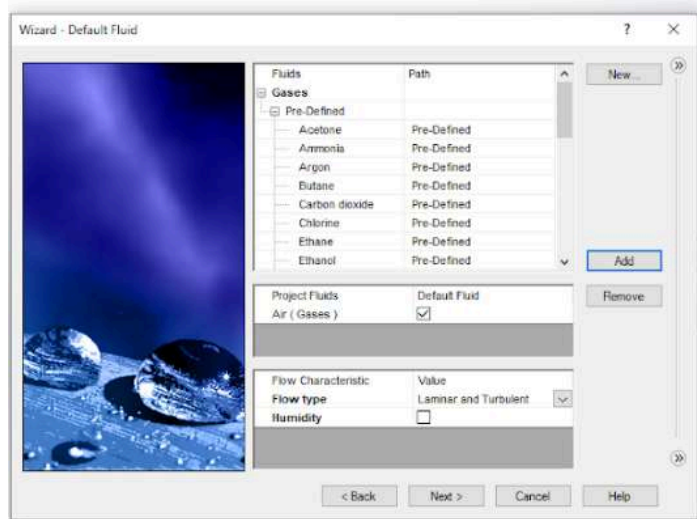 Wizard - Default Fluid ? ×
Fluids Path
Gases
Pre-Defined
Acetone Pre-Defined
Ammonia Pre-Defined
Argon Pre-Defined
Butane Pre-Defined
Carbon dioxide Pre-Defined
Chlorine Pre-Defined
Ethane Pre-Defined
Ethanol Pre-Defined
New...
Add
Project Fluids Default Fluid
Air ( Gases )
Remove
Flow Characteristic Value
Flow type Laminar and Turbulent
Humidity
< Back Next > Cancel Help